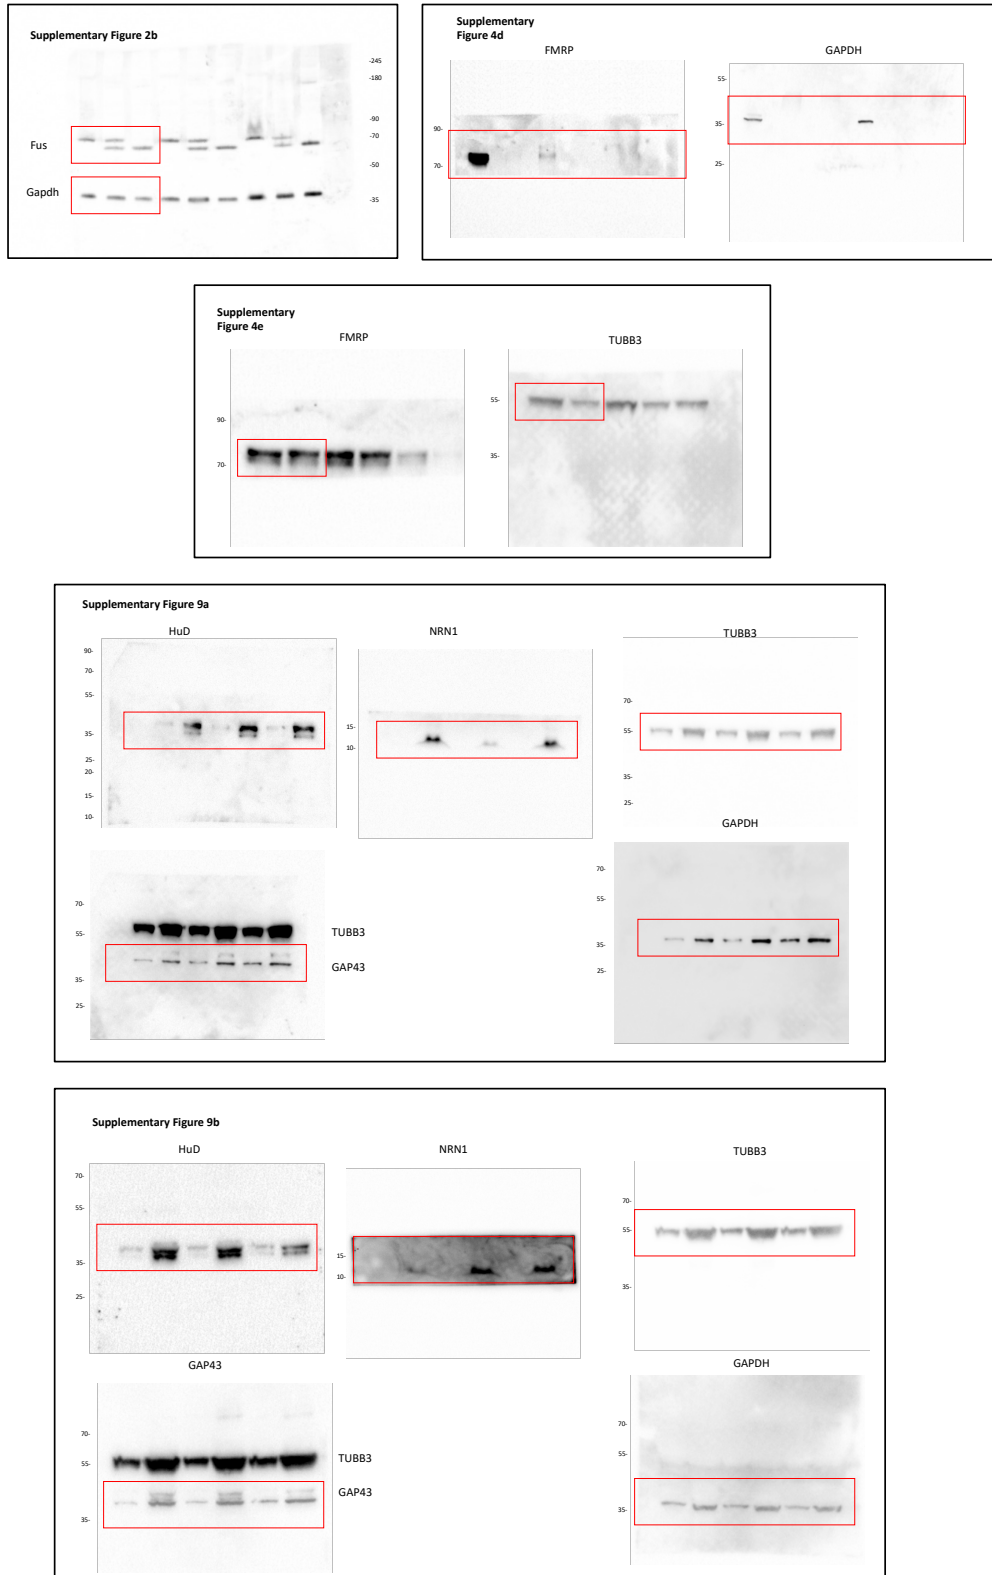 Supplementary Figure 2b
-245
-180
-90
-70
Fus
-50
Gapdh
-35
Supplementary
Figure 4d
FMRP
GAPDH
90-
70-
55-
35-
25-
Supplementary
Figure 4e
FMRP
TUBB3
90-
70-
55-
35-
Supplementary Figure 9a
HuD
NRN1
TUBB3
90-
70-
55-
35-
25-
20-
15-
10-
15-
10-
70-
55-
35-
25-
GAPDH
70-
55-
35-
25-
TUBB3
GAP43
70-
55-
35-
25-
Supplementary Figure 9b
HuD
NRN1
TUBB3
70-
55-
35-
25-
15-
10-
70-
55-
35-
GAP43
GAPDH
70-
55-
35-
TUBB3
GAP43
70-
55-
35-